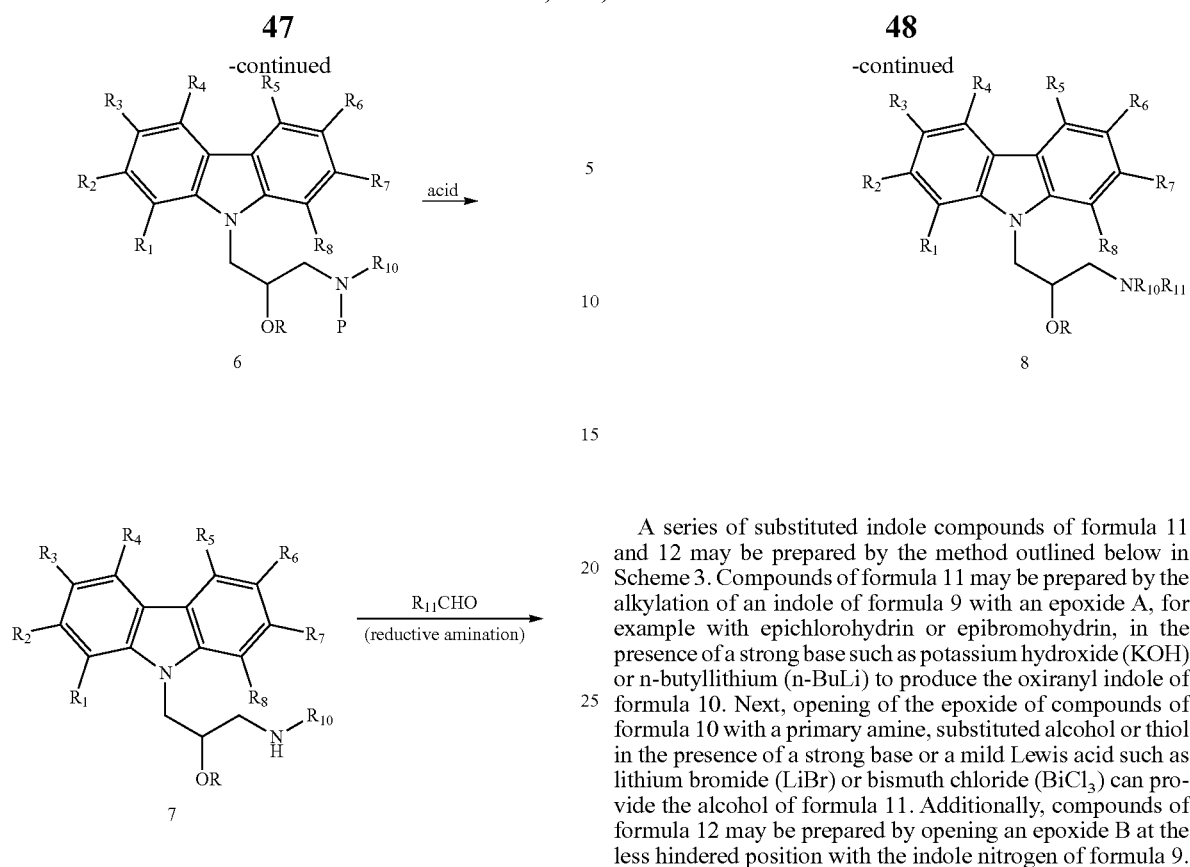 47
-continued
R4
R5
R3
R6
R2
R7
N
R1
R8
R10
N
OR
P
6
acid
5
10
15
20
25
R4
R5
R3
R6
R2
R7
N
R1
R8
R10
N
H
OR
7
R11CHO
(reductive amination)
48
-continued
R4
R5
R3
R6
R2
R7
N
R1
R8
NR10R11
OR
8
A series of substituted indole compounds of formula 11
and 12 may be prepared by the method outlined below in
Scheme 3. Compounds of formula 11 may be prepared by the
alkylation of an indole of formula 9 with an epoxide A, for
example with epichlorohydrin or epibromohydrin, in the
presence of a strong base such as potassium hydroxide (KOH)
or n-butyllithium (n-BuLi) to produce the oxiranyl indole of
formula 10. Next, opening of the epoxide of compounds of
formula 10 with a primary amine, substituted alcohol or thiol
in the presence of a strong base or a mild Lewis acid such as
lithium bromide (LiBr) or bismuth chloride (BiCl3) can pro-
vide the alcohol of formula 11. Additionally, compounds of
formula 12 may be prepared by opening an epoxide B at the
less hindered position with the indole nitrogen of formula 9.